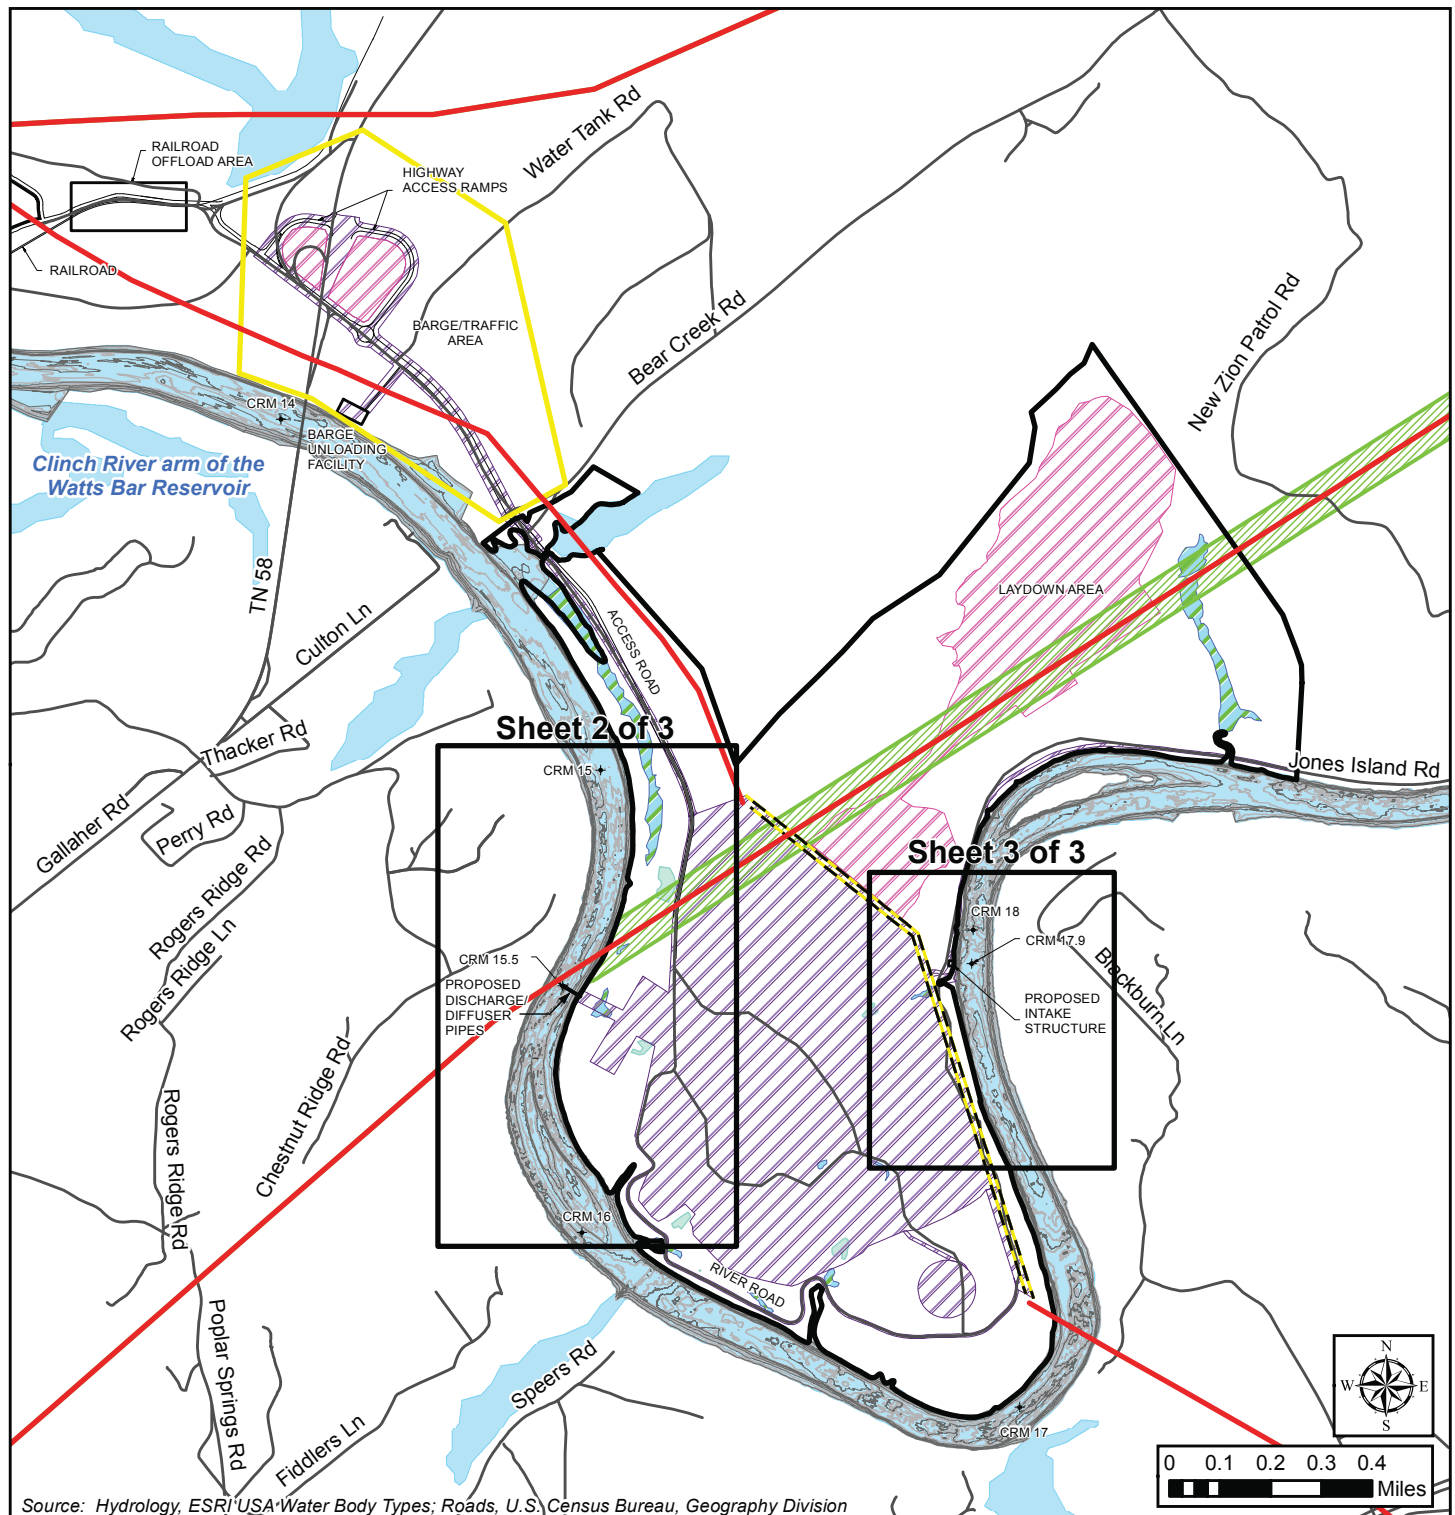 Water Tank Rd
RAILROAD
OFFLOAD AREA
HIGHWAY
ACCESS RAMPS
RAILROAD
BARGE/TRAFFIC
AREA
Bear Creek Rd
New Zion Patrol Rd
CRM 14
BARGE
UNLOADING
FACILITY
Clinch River arm of the
Watts Bar Reservoir
TN 58
Culton Ln
ACCESS ROAD
LAYDOWN AREA
Sheet 2 of 3
Thacker Rd
CRM 15
Jones Island Rd
Gallaher Rd
Perry Rd
Rogers Ridge Rd
Sheet 3 of 3
Rogers Ridge Ln
CRM 18
CRM 17.9
CRM 15.5
PROPOSED
DISCHARGE/
DIFFUSER
PIPES
PROPOSED
INTAKE
STRUCTURE
Blackburn Ln
Chestnut Ridge Rd
Rogers Ridge Rd
CRM 16
RIVER ROAD
Poplar Springs Rd
Speers Rd
Fiddlers Ln
CRM 17
N
W E
S
0 0.1 0.2 0.3 0.4
Miles
Source: Hydrology, ESRI USA Water Body Types; Roads, U.S. Census Bureau, Geography Division